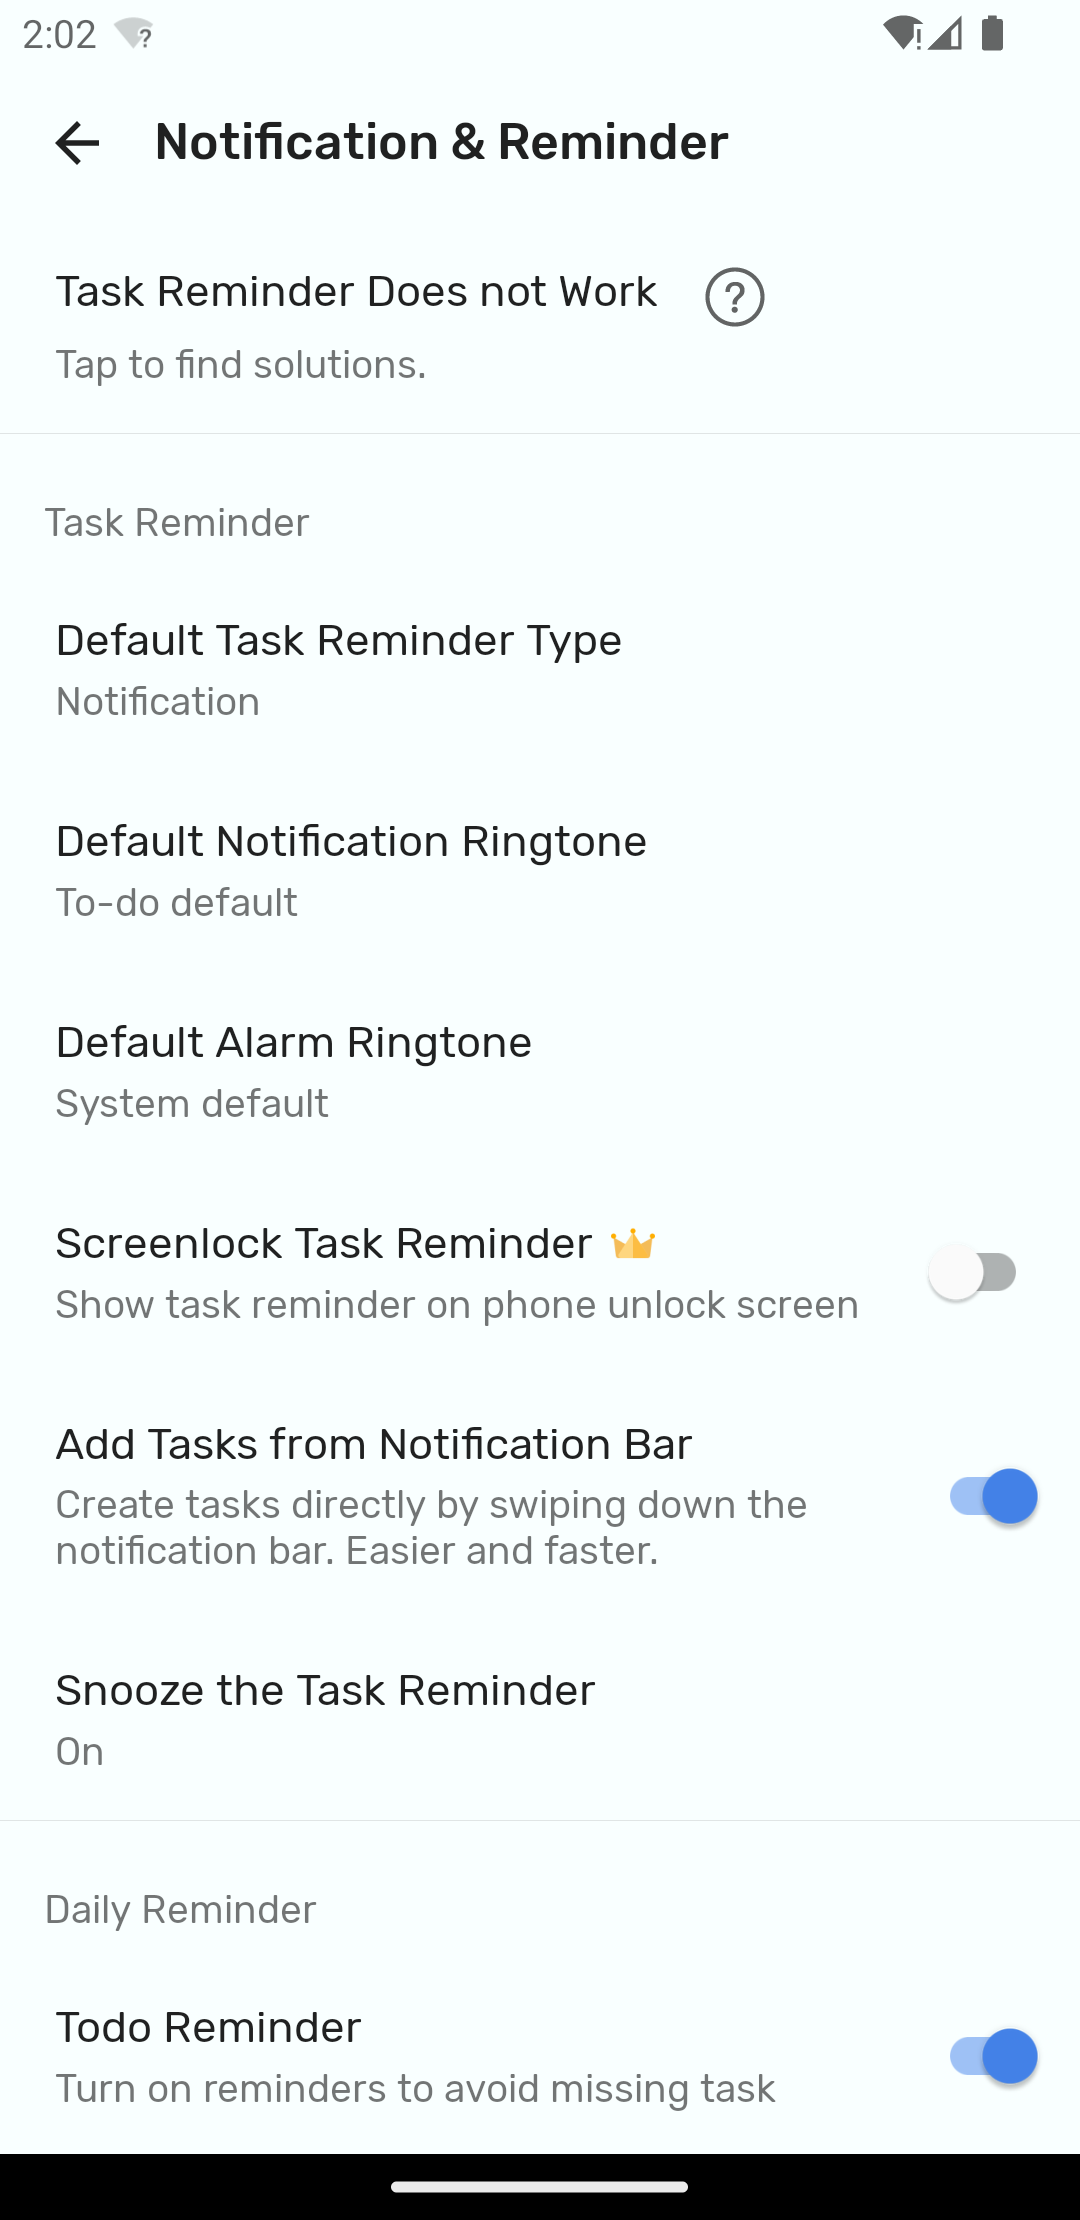 2:02
Notification & Reminder
Task Reminder Does not Work
Tap to find solutions.
Task Reminder
Default Task Reminder Type
Notification
Default Notification Ringtone
To-do default
Default Alarm Ringtone
System default
Screenlock Task Reminder
Show task reminder on phone unlock screen
Add Tasks from Notification Bar
Create tasks directly by swiping down the
notification bar. Easier and faster.
Snooze the Task Reminder
On
Daily Reminder
Todo Reminder
Turn on reminders to avoid missing task